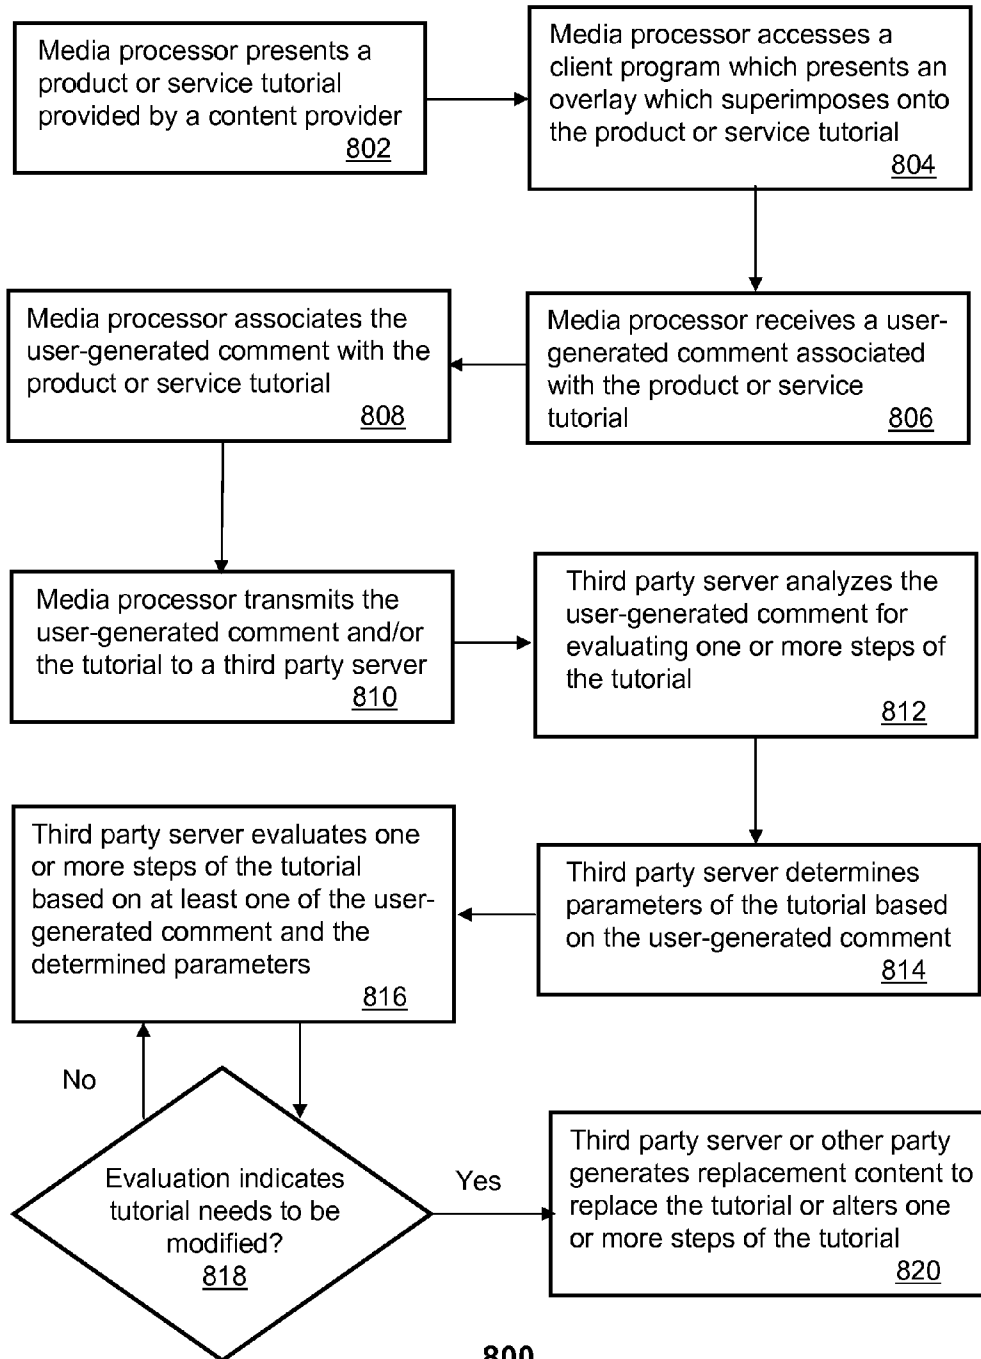 Media processor presents a
product or service tutorial
provided by a content provider
802
Media processor accesses a
client program which presents an
overlay which superimposes onto
the product or service tutorial
804
Media processor receives a user-
generated comment associated
with the product or service
tutorial
806
Media processor associates the
user-generated comment with the
product or service tutorial
808
Media processor transmits the
user-generated comment and/or
the tutorial to a third party server
810
Third party server analyzes the
user-generated comment for
evaluating one or more steps of
the tutorial
812
Third party server determines
parameters of the tutorial based
on the user-generated comment
814
Third party server evaluates one
or more steps of the tutorial
based on at least one of the user-
generated comment and the
determined parameters
816
No
Evaluation indicates
tutorial needs to be
modified?
818
Yes
Third party server or other party
generates replacement content to
replace the tutorial or alters one
or more steps of the tutorial
820
800